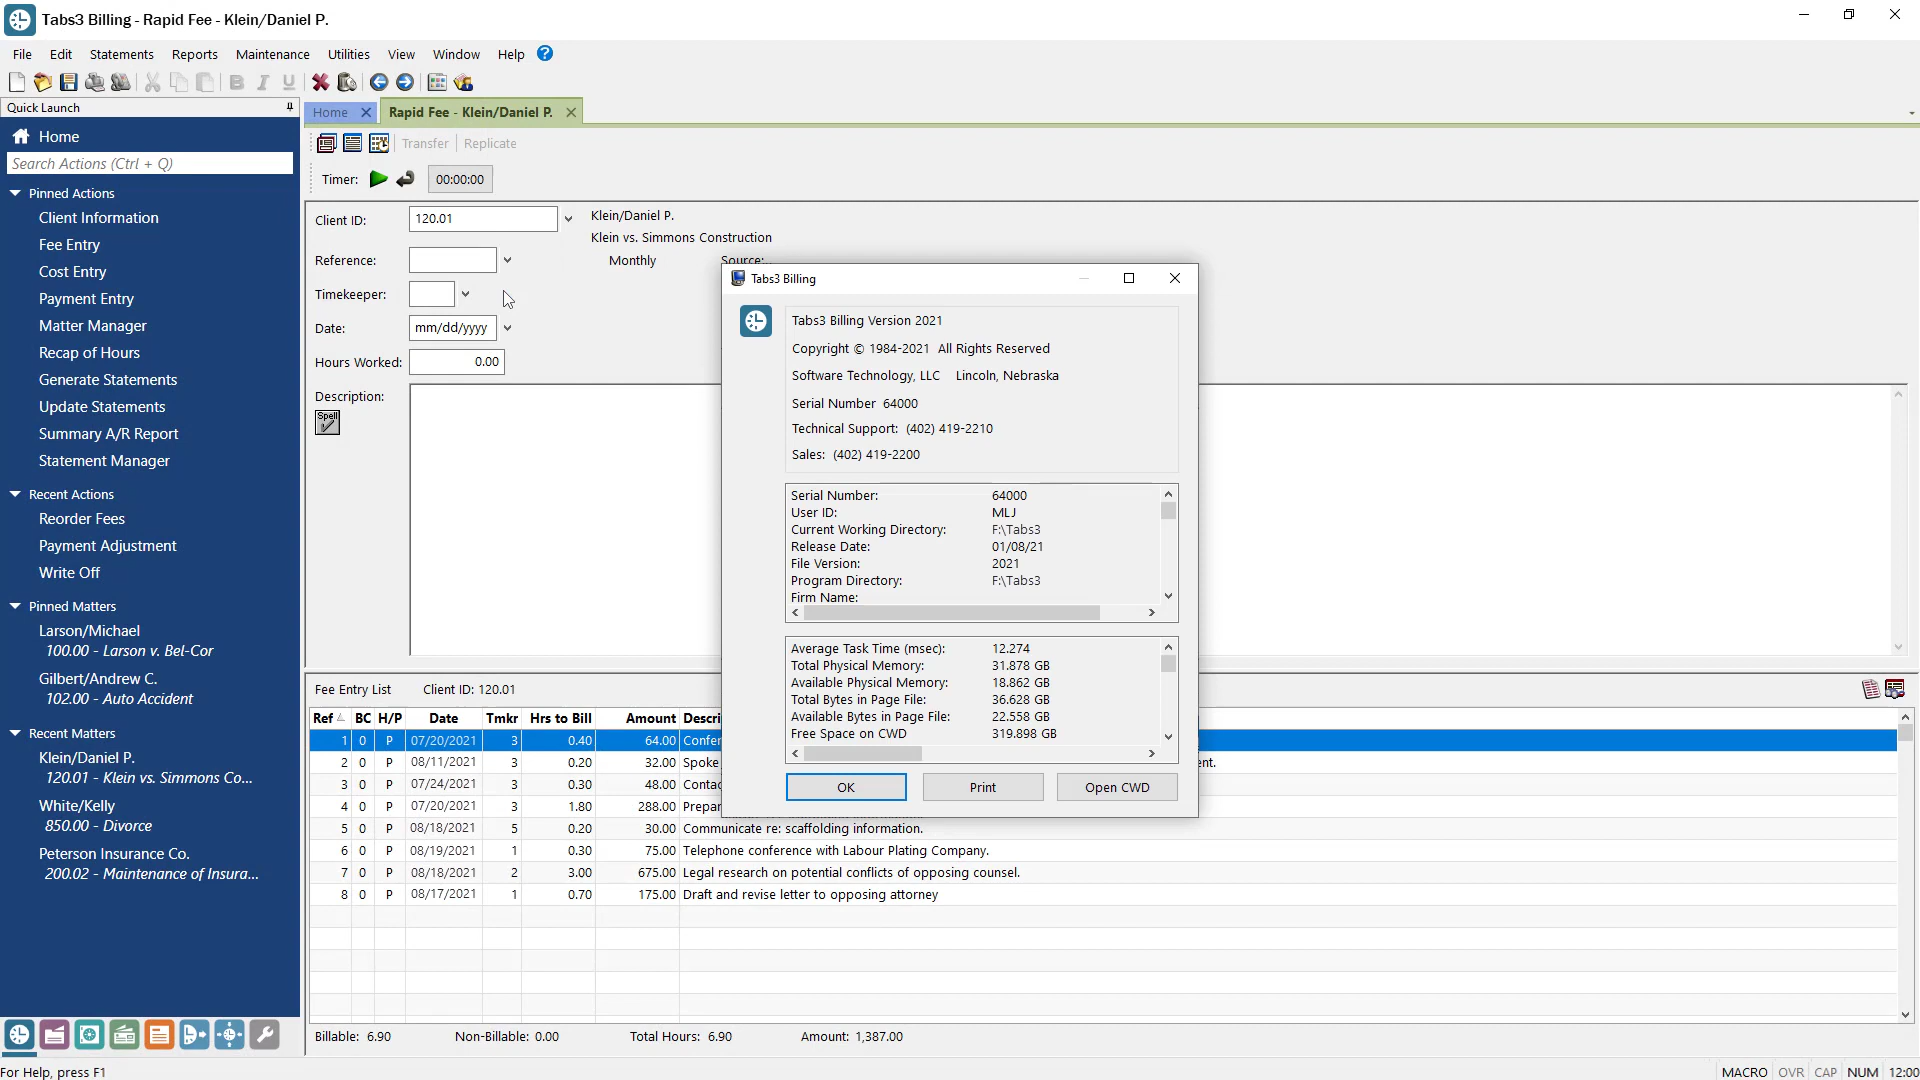 Tabs3 Billing - Rapid Fee - Klein/Daniel P.
File Edit Statements Reports Maintenance Utilities View Window Help ?
B I U
Quick Launch
Home
Search Actions (Ctrl + Q)
Pinned Actions
Client Information
Fee Entry
Cost Entry
Payment Entry
Matter Manager
Recap of Hours
Generate Statements
Update Statements
Summary A/R Report
Statement Manager
Recent Actions
Reorder Fees
Payment Adjustment
Write Off
Pinned Matters
Larson/Michael
100.00 - Larson v. Bel-Cor
Gilbert/Andrew C.
102.00 - Auto Accident
Recent Matters
Klein/Daniel P.
120.01 - Klein vs. Simmons Co...
White/Kelly
850.00 - Divorce
Peterson Insurance Co.
200.02 - Maintenance of Insura...
Home Rapid Fee - Klein/Daniel P.
Transfer Replicate
Timer: 00:00:00
Client ID: 120.01 Klein/Daniel P.
Klein vs. Simmons Construction
Reference: Monthly Source:
Timekeeper:
Date: mm/dd/yyyy
Hours Worked: 0.00
Description:
Spell
Tabs3 Billing
Tabs3 Billing Version 2021
Copyright © 1984-2021 All Rights Reserved
Software Technology, LLC Lincoln, Nebraska
Serial Number 64000
Technical Support: (402) 419-2210
Sales: (402) 419-2200
Serial Number: 64000
User ID: MLJ
Current Working Directory: F:\Tabs3
Release Date: 01/08/21
File Version: 2021
Program Directory: F:\Tabs3
Firm Name:
Average Task Time (msec): 12.274
Total Physical Memory: 31.878 GB
Available Physical Memory: 18.862 GB
Total Bytes in Page File: 36.628 GB
Available Bytes in Page File: 22.558 GB
Free Space on CWD 319.898 GB
OK Print Open CWD
Fee Entry List Client ID: 120.01
Ref BC H/P Date Tmkr Hrs to Bill Amount Descri
1 0 P 07/20/2021 3 0.40 64.00 Confer
2 0 P 08/11/2021 3 0.20 32.00 Spoke ent.
3 0 P 07/24/2021 3 0.30 48.00 Contac
4 0 P 07/20/2021 3 1.80 288.00 Prepar
5 0 P 08/18/2021 5 0.20 30.00 Communicate re: scaffolding information.
6 0 P 08/19/2021 1 0.30 75.00 Telephone conference with Labour Plating Company.
7 0 P 08/18/2021 2 3.00 675.00 Legal research on potential conflicts of opposing counsel.
8 0 P 08/17/2021 1 0.70 175.00 Draft and revise letter to opposing attorney
Billable: 6.90 Non-Billable: 0.00 Total Hours: 6.90 Amount: 1,387.00
For Help, press F1 MACRO OVR CAP NUM 12:00